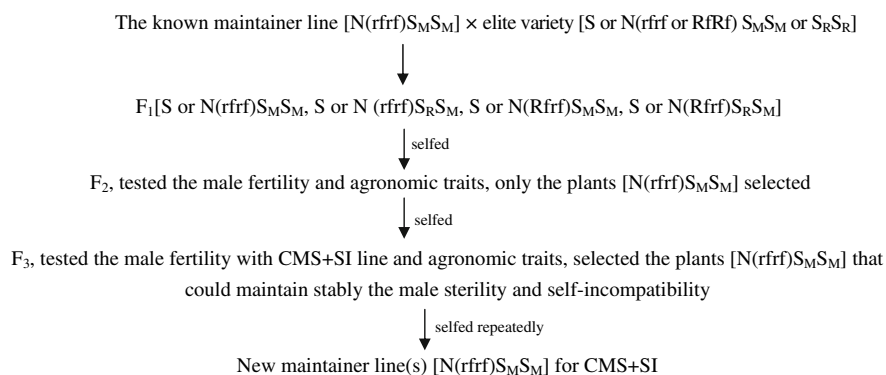 The known maintainer line [N(rfrf)S_MS_M] × elite variety [S or N(rfrf or RfRf) S_MS_M or S_RS_R]
F₁[S or N(rfrf)S_MS_M, S or N (rfrf)S_RS_M, S or N(Rfrf)S_MS_M, S or N(Rfrf)S_RS_M]
selfed
F₂, tested the male fertility and agronomic traits, only the plants [N(rfrf)S_MS_M] selected
selfed
F₃, tested the male fertility with CMS+SI line and agronomic traits, selected the plants [N(rfrf)S_MS_M] that
could maintain stably the male sterility and self-incompatibility
selfed repeatedly
New maintainer line(s) [N(rfrf)S_MS_M] for CMS+SI